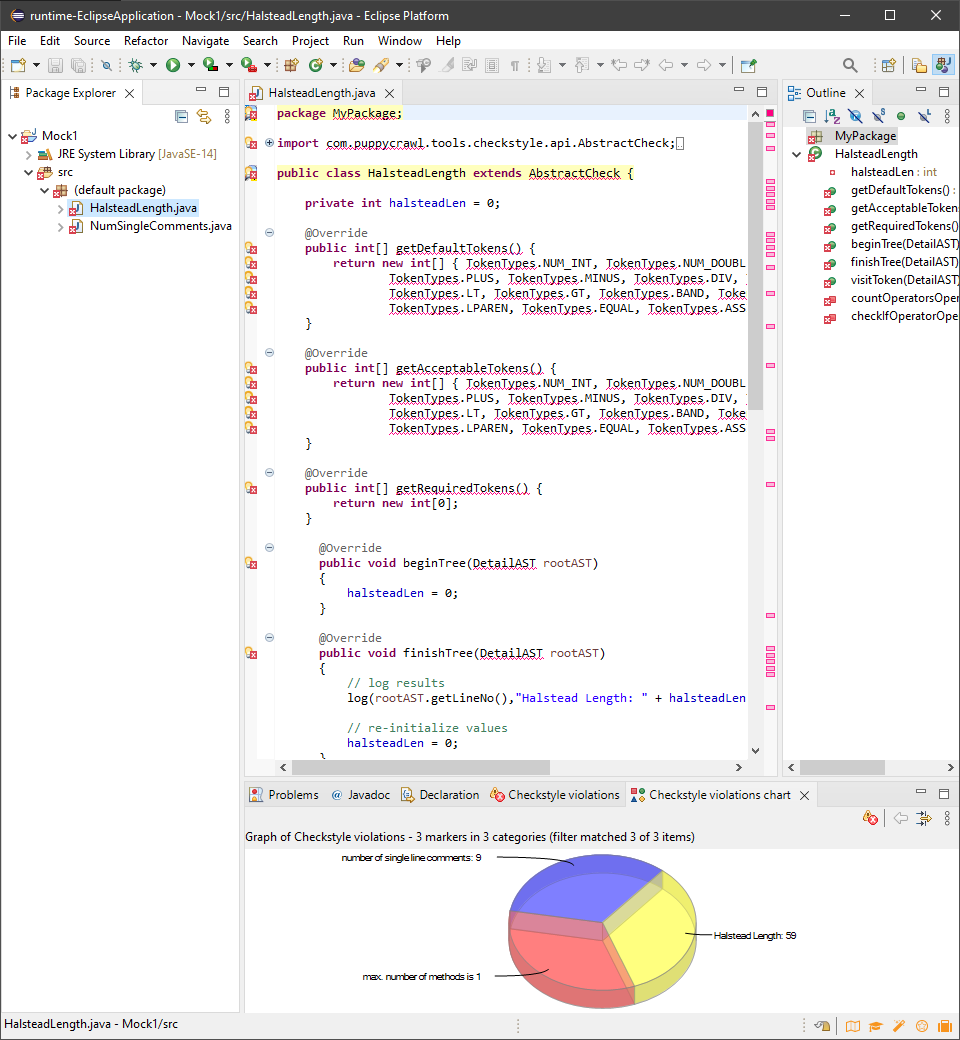 runtime-EclipseApplication - Mock1/src/HalsteadLength.java - Eclipse Platform
File Edit Source Refactor Navigate Search Project Run Window Help
Package Explorer
Mock1
JRE System Library [JavaSE-14]
src
(default package)
HalsteadLength.java
NumSingleComments.java
HalsteadLength.java
package MyPackage;
import com.puppycrawl.tools.checkstyle.api.AbstractCheck;
public class HalsteadLength extends AbstractCheck {
private int halsteadLen = 0;
@Override
public int[] getDefaultTokens() {
return new int[] { TokenTypes.NUM_INT, TokenTypes.NUM_DOUBL
TokenTypes.PLUS, TokenTypes.MINUS, TokenTypes.DIV,
TokenTypes.LT, TokenTypes.GT, TokenTypes.BAND, Toke
TokenTypes.LPAREN, TokenTypes.EQUAL, TokenTypes.ASS
}
@Override
public int[] getAcceptableTokens() {
return new int[] { TokenTypes.NUM_INT, TokenTypes.NUM_DOUBL
TokenTypes.PLUS, TokenTypes.MINUS, TokenTypes.DIV,
TokenTypes.LT, TokenTypes.GT, TokenTypes.BAND, Toke
TokenTypes.LPAREN, TokenTypes.EQUAL, TokenTypes.ASS
}
@Override
public int[] getRequiredTokens() {
return new int[0];
}
@Override
public void beginTree(DetailAST rootAST)
{
halsteadLen = 0;
}
@Override
public void finishTree(DetailAST rootAST)
{
// log results
log(rootAST.getLineNo(),"Halstead Length: " + halsteadLen
// re-initialize values
halsteadLen = 0;
}
Outline
MyPackage
HalsteadLength
halsteadLen : int
getDefaultTokens() :
getAcceptableTokens
getRequiredTokens()
beginTree(DetailAST)
finishTree(DetailAST)
visitToken(DetailAST)
countOperatorsOper
checkIfOperatorOpe
Problems @ Javadoc Declaration Checkstyle violations Checkstyle violations chart
Graph of Checkstyle violations - 3 markers in 3 categories (filter matched 3 of 3 items)
number of single line comments: 9
Halstead Length: 59
max. number of methods is 1
HalsteadLength.java - Mock1/src